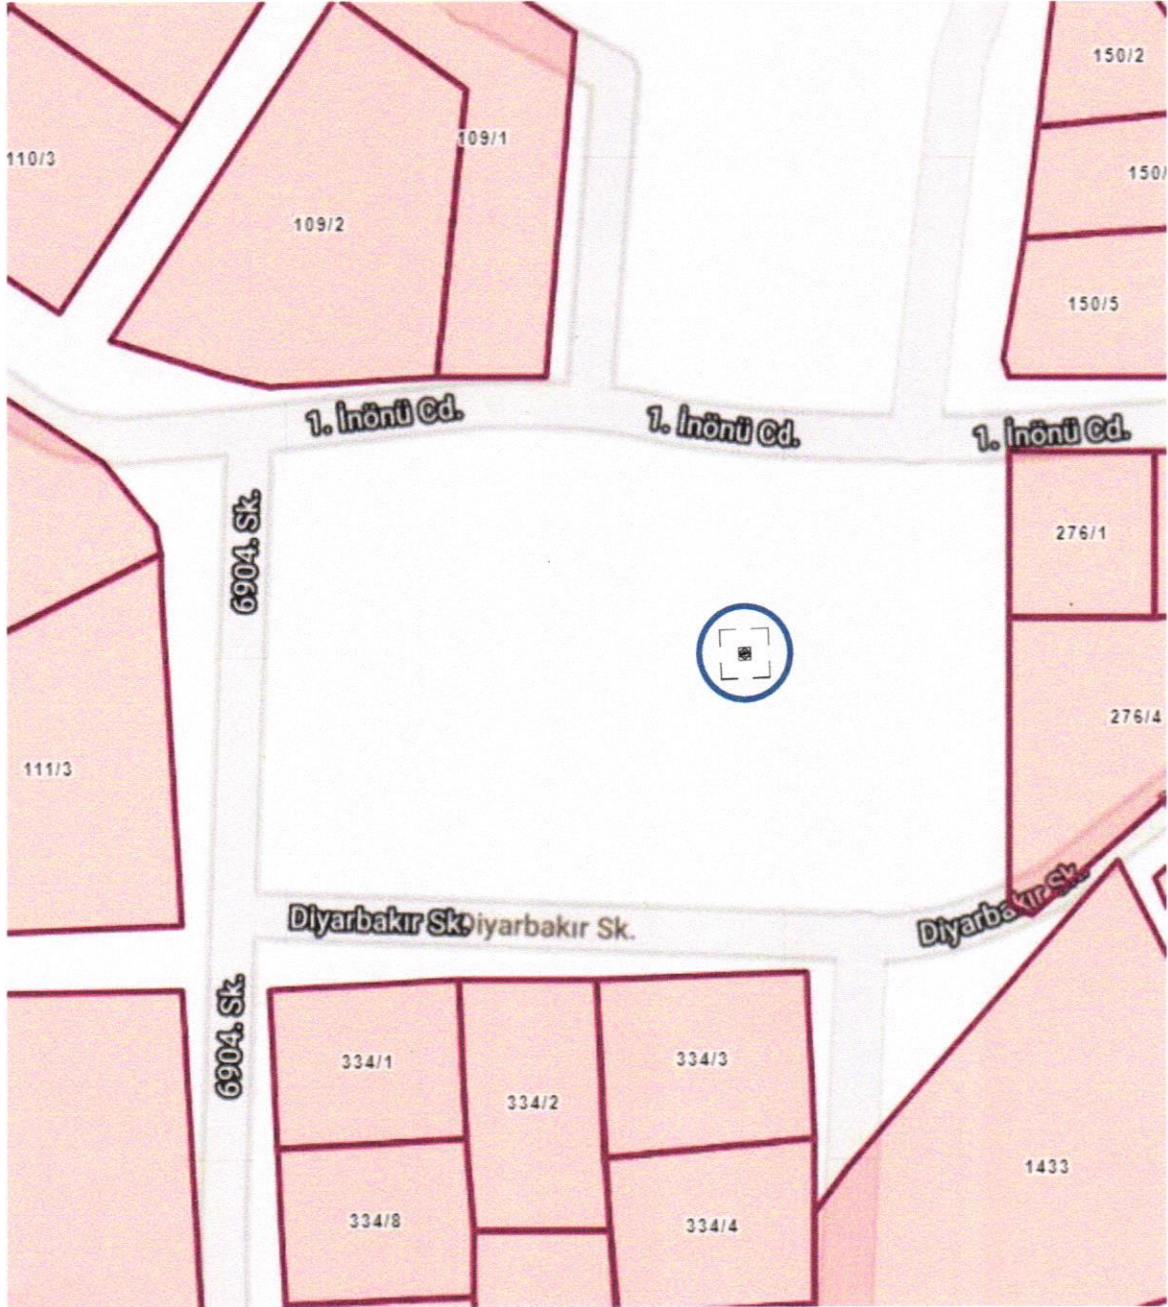 150/2
109/1
110/3
150/
109/2
150/5
1. İnönü Cd.
1. İnönü Cd.
1. İnönü Cd.
276/1
6904. Sk.
276/4
111/3
Diyarbakır Sk.
Diyarbakır Sk.
Diyarbakır Sk.
6904. Sk.
334/1
334/3
334/2
1433
334/8
334/4